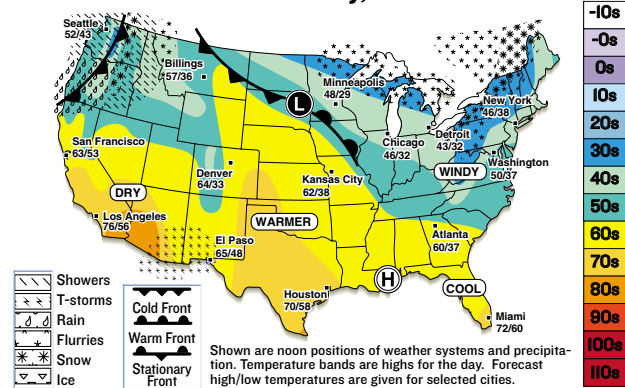 Seattle
52/43
Billings
57/36
Minneapolis
48/29
New York
46/38
L
San Francisco
63/53
Denver
64/33
Kansas City
62/38
Chicago
46/32
Detroit
43/32
Washington
50/37
WINDY
DRY
WARMER
Los Angeles
76/56
El Paso
65/48
Atlanta
60/37
Houston
70/58
H
COOL
Miami
72/60
Showers
T-storms
Rain
Flurries
Snow
Ice
Cold Front
Warm Front
Stationary
Front
Shown are noon positions of weather systems and precipita-
tion. Temperature bands are highs for the day. Forecast
high/low temperatures are given for selected cities.
-10s
-0s
0s
10s
20s
30s
40s
50s
60s
70s
80s
90s
100s
110s